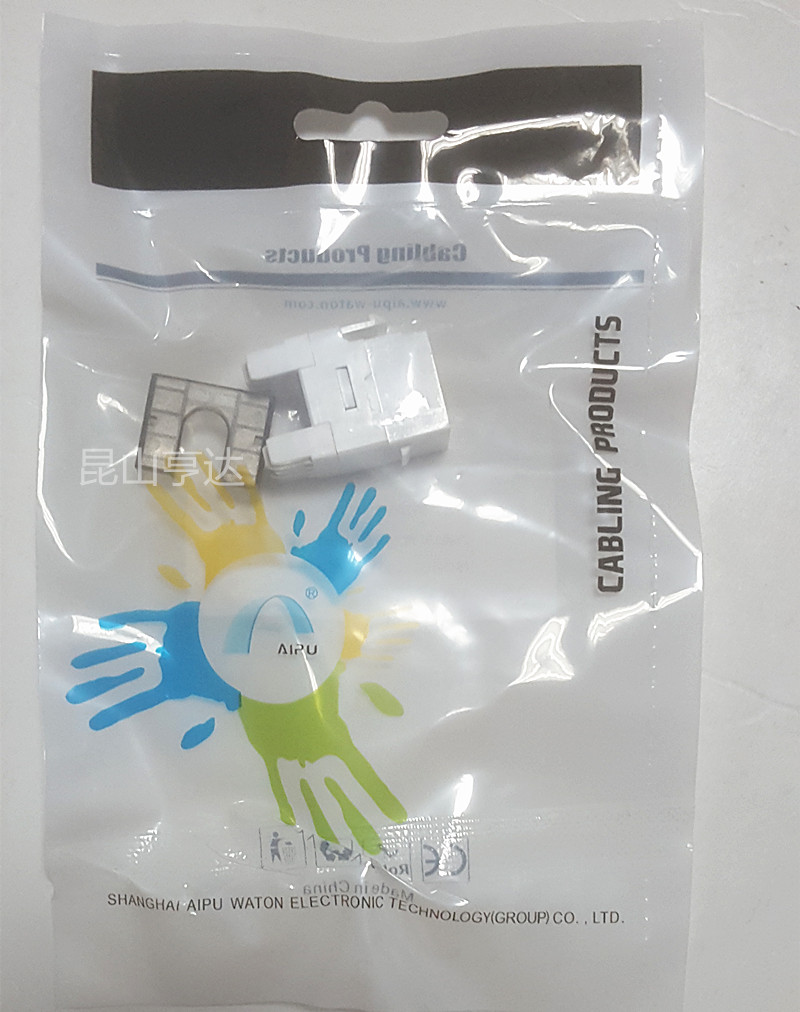 Cabling Products
www.aipu-waton.com
CABLING PRODUCTS
昆山亨达
®
AIPU
CE
Made in China
SHANGHAI AIPU WATON ELECTRONIC TECHNOLOGY(GROUP) CO., LTD.